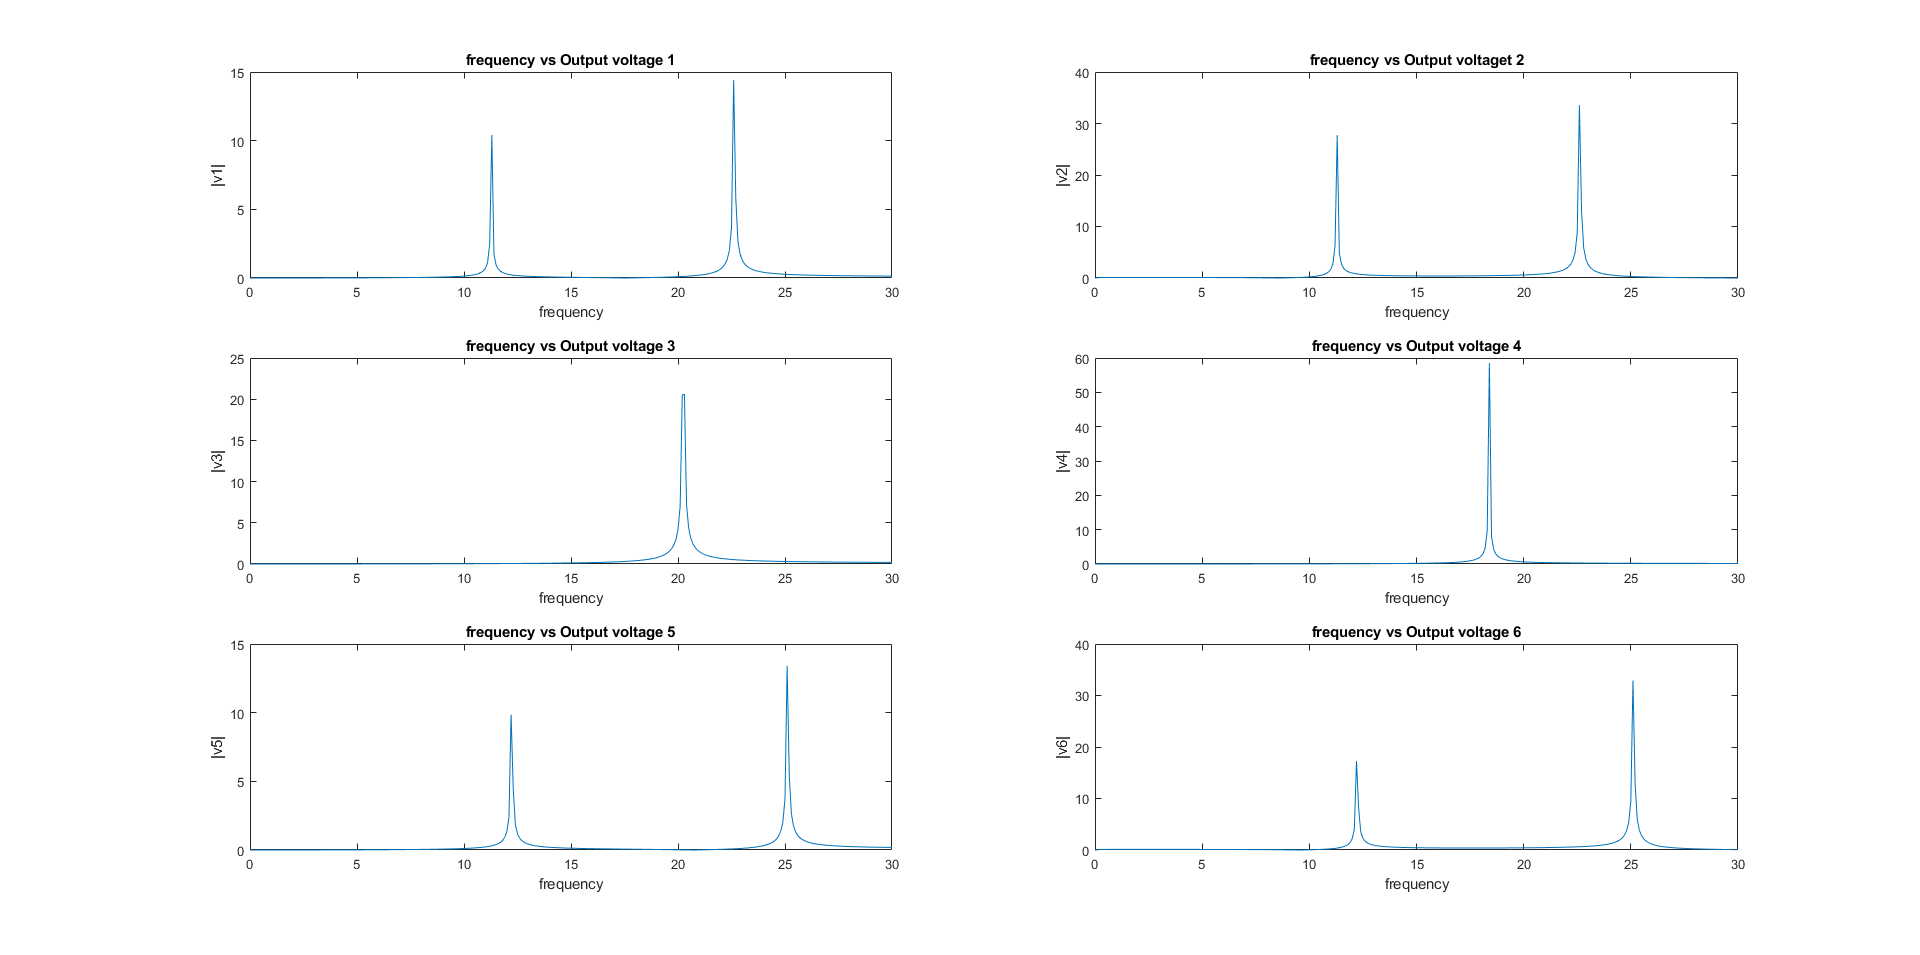 frequency vs Output voltage 1
15
10
5
0
|v1|
0 5 10 15 20 25 30
frequency
frequency vs Output voltaget 2
40
30
20
10
0
|v2|
0 5 10 15 20 25 30
frequency
frequency vs Output voltage 3
25
20
15
10
5
0
|v3|
0 5 10 15 20 25 30
frequency
frequency vs Output voltage 4
60
50
40
30
20
10
0
|v4|
0 5 10 15 20 25 30
frequency
frequency vs Output voltage 5
15
10
5
0
|v5|
0 5 10 15 20 25 30
frequency
frequency vs Output voltage 6
40
30
20
10
0
|v6|
0 5 10 15 20 25 30
frequency